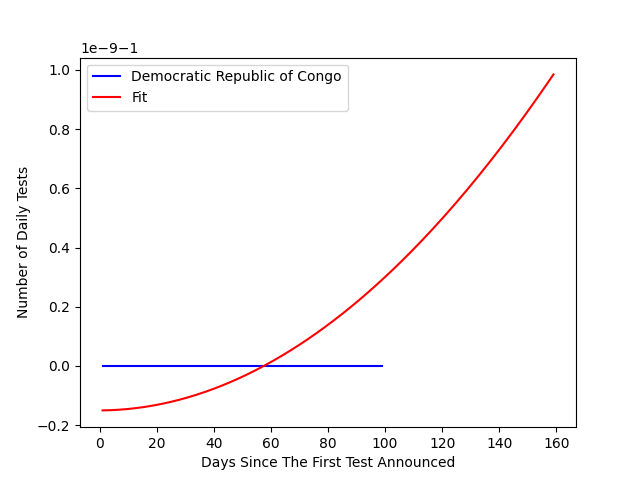 1e−9−1
Democratic Republic of Congo
Fit
1.0
0.8
0.6
0.4
0.2
0.0
−0.2
Number of Daily Tests
0 20 40 60 80 100 120 140 160
Days Since The First Test Announced